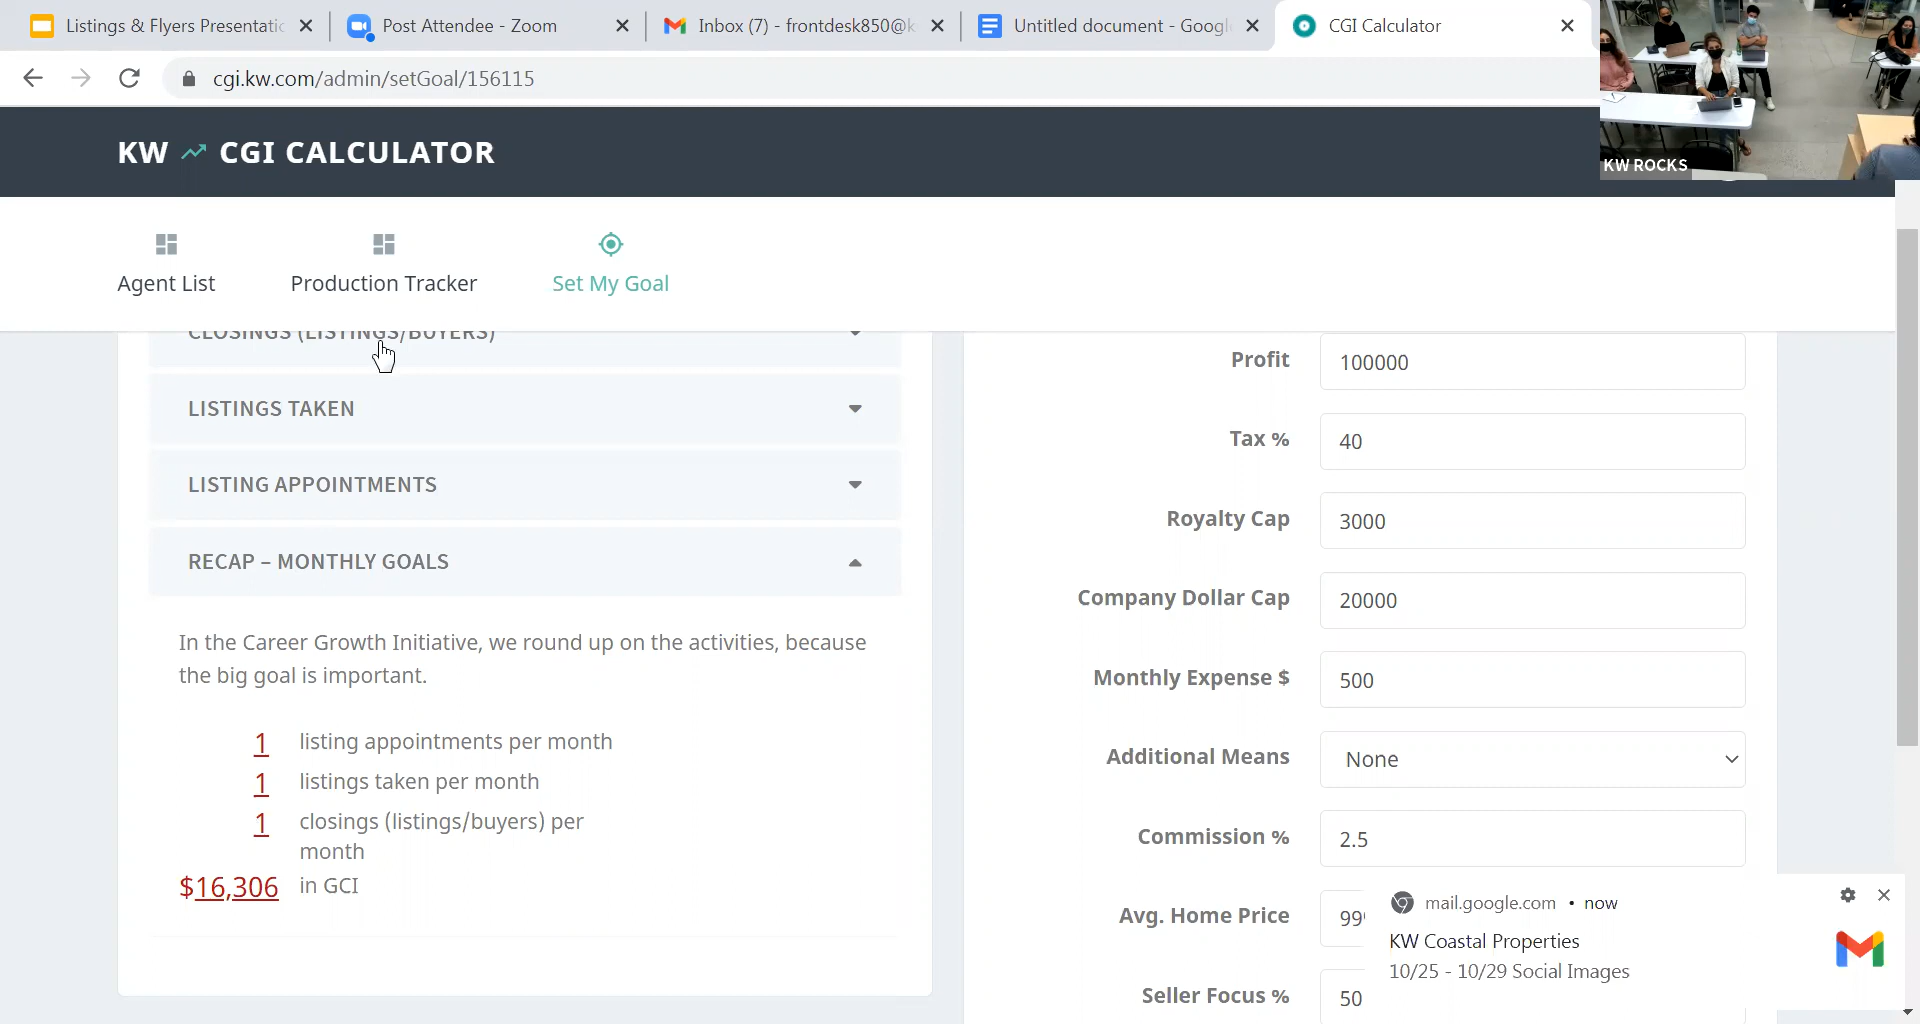 Listings & Flyers Presentatic
Post Attendee - Zoom
Inbox (7) - frontdesk850@k
Untitled document - Google
CGI Calculator
cgi.kw.com/admin/setGoal/156115
KW CGI CALCULATOR
KW ROCKS
Agent List
Production Tracker
Set My Goal
CLOSINGS (LISTINGS/BUYERS)
LISTINGS TAKEN
LISTING APPOINTMENTS
RECAP – MONTHLY GOALS
In the Career Growth Initiative, we round up on the activities, because
the big goal is important.
1 listing appointments per month
1 listings taken per month
1 closings (listings/buyers) per
month
$16,306 in GCI
Profit 100000
Tax % 40
Royalty Cap 3000
Company Dollar Cap 20000
Monthly Expense $ 500
Additional Means None
Commission % 2.5
Avg. Home Price 999
Seller Focus % 50
mail.google.com • now
KW Coastal Properties
10/25 - 10/29 Social Images